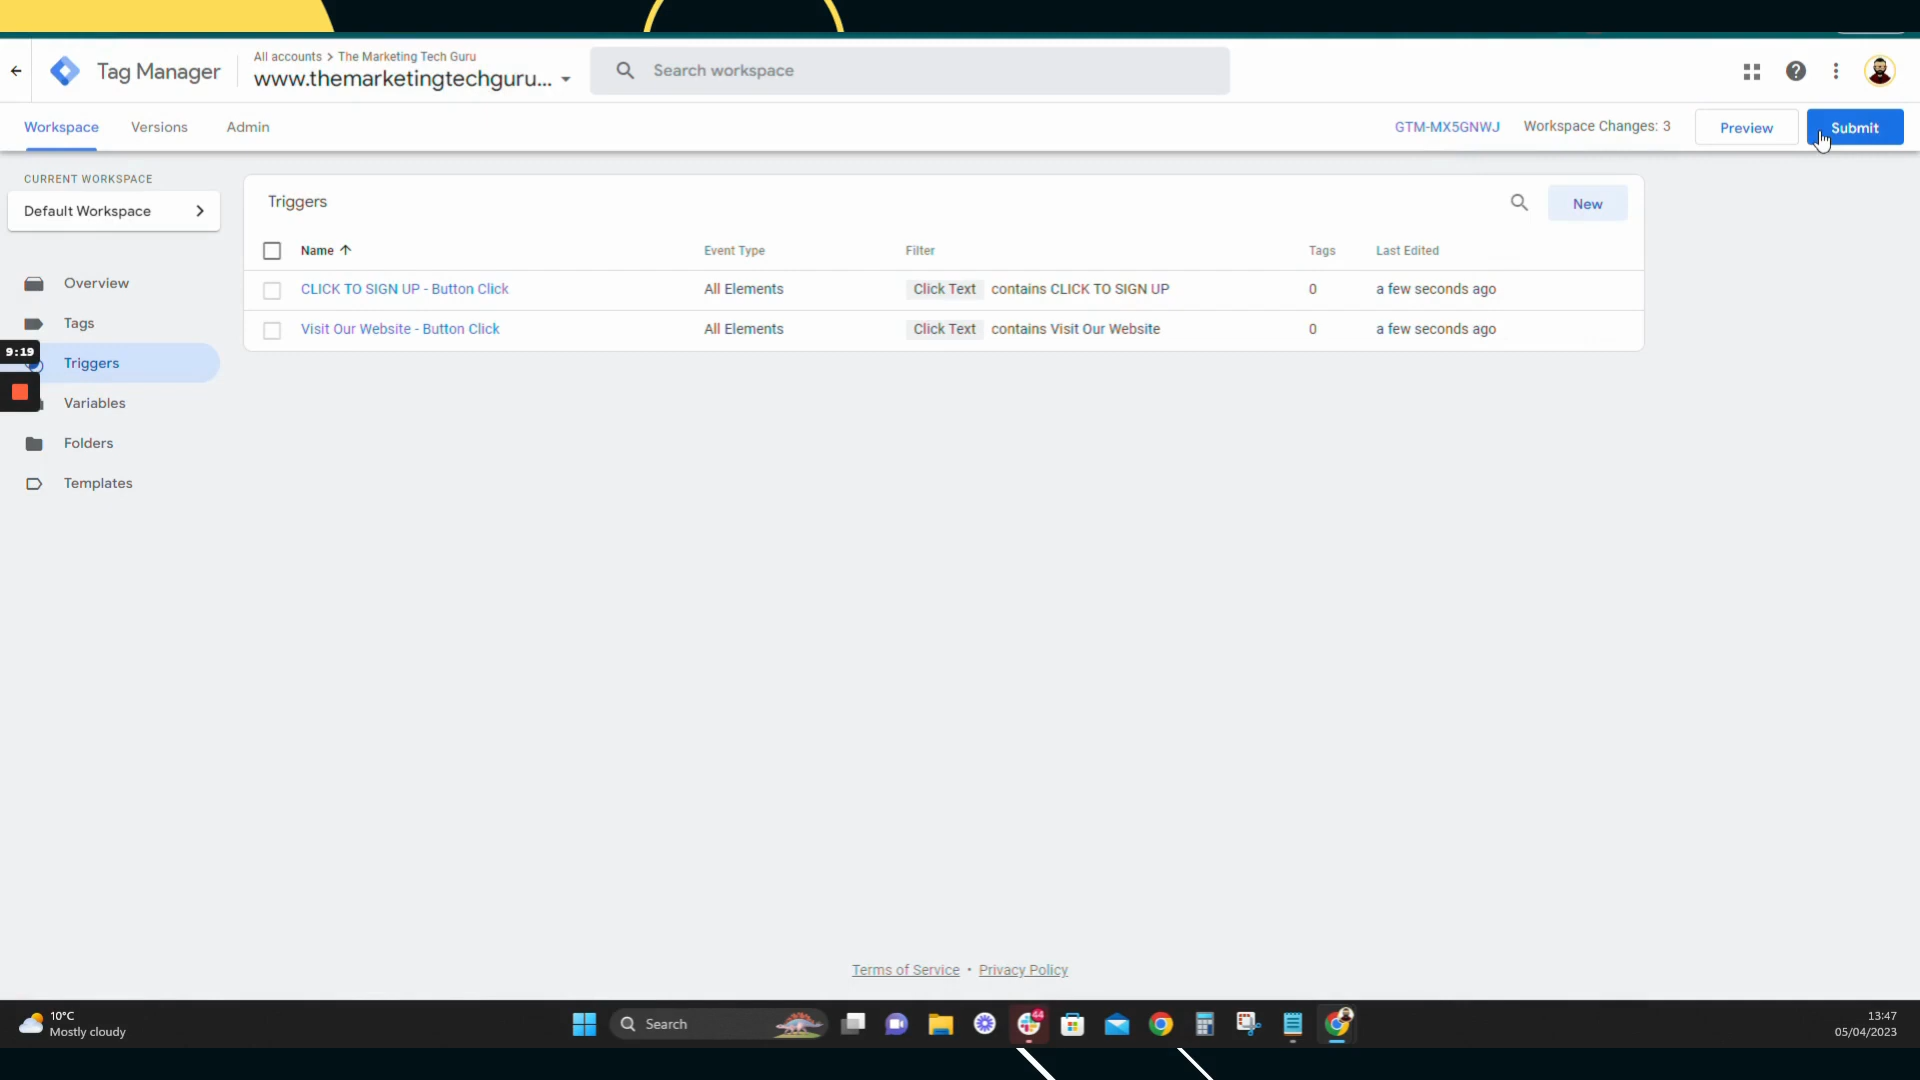 Tag Manager
All accounts > The Marketing Tech Guru
www.themarketingtechguru...
Search workspace
Workspace
Versions
Admin
GTM-MX5GNWJ
Workspace Changes: 3
Preview
Submit
CURRENT WORKSPACE
Default Workspace
Overview
Tags
9:19
Triggers
Variables
Folders
Templates
Triggers
New
Name
Event Type
Filter
Tags
Last Edited
CLICK TO SIGN UP - Button Click
All Elements
Click Text contains CLICK TO SIGN UP
0
a few seconds ago
Visit Our Website - Button Click
All Elements
Click Text contains Visit Our Website
0
a few seconds ago
Terms of Service • Privacy Policy
10°C
Mostly cloudy
Search
44
13:47
05/04/2023